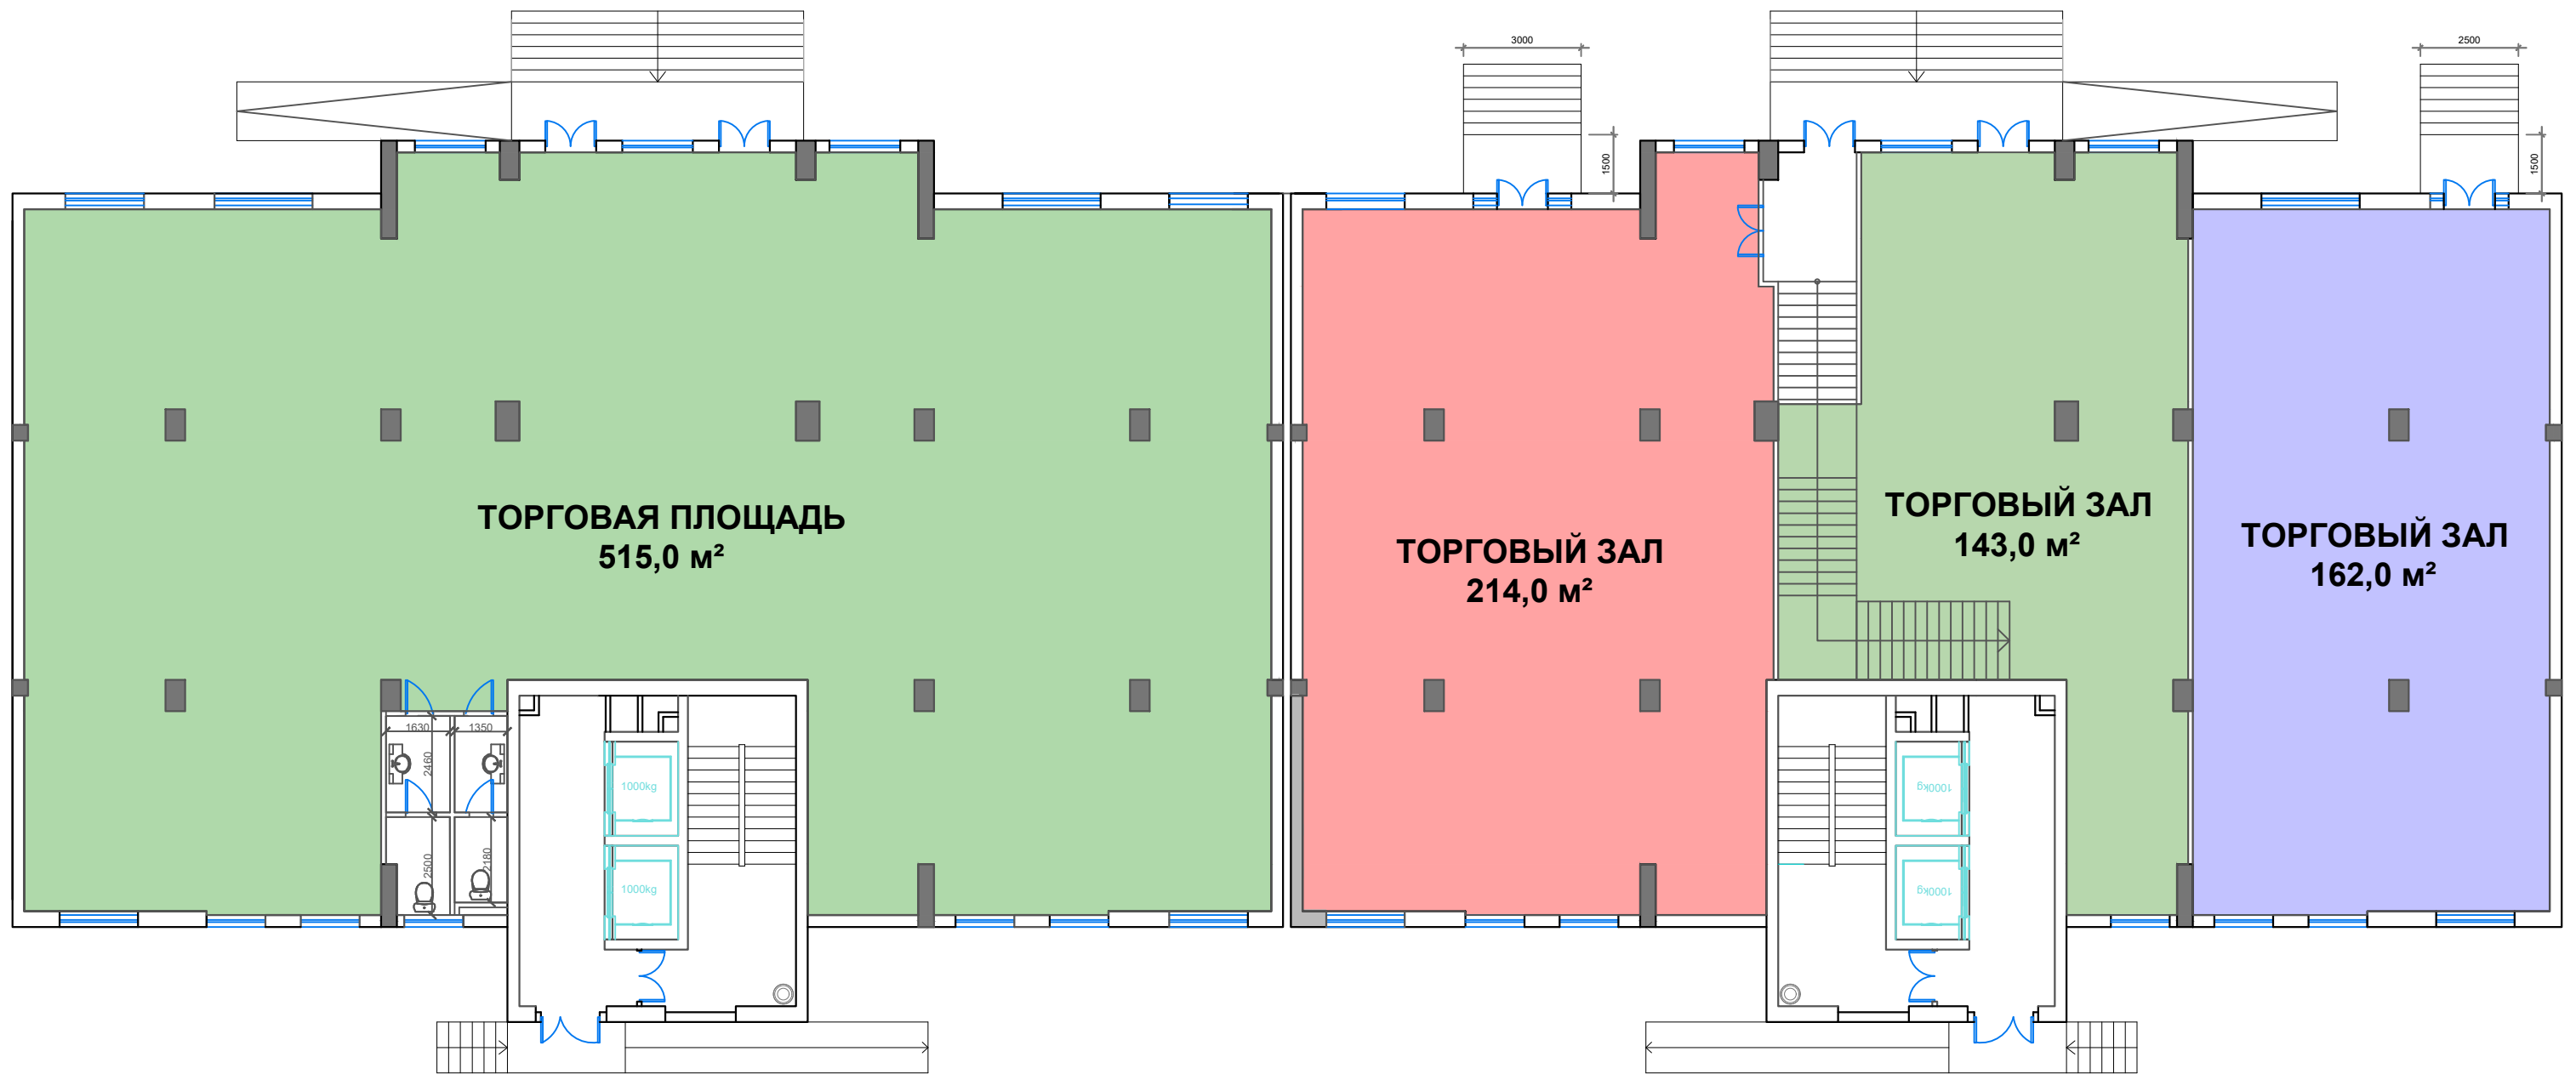 3000
2500
1500
1500
ТОРГОВАЯ ПЛОЩАДЬ
515,0 м²
ТОРГОВЫЙ ЗАЛ
214,0 м²
ТОРГОВЫЙ ЗАЛ
143,0 м²
ТОРГОВЫЙ ЗАЛ
162,0 м²
1630
1350
2460
2500
2180
1000kg
1000kg
1000kg
1000kg